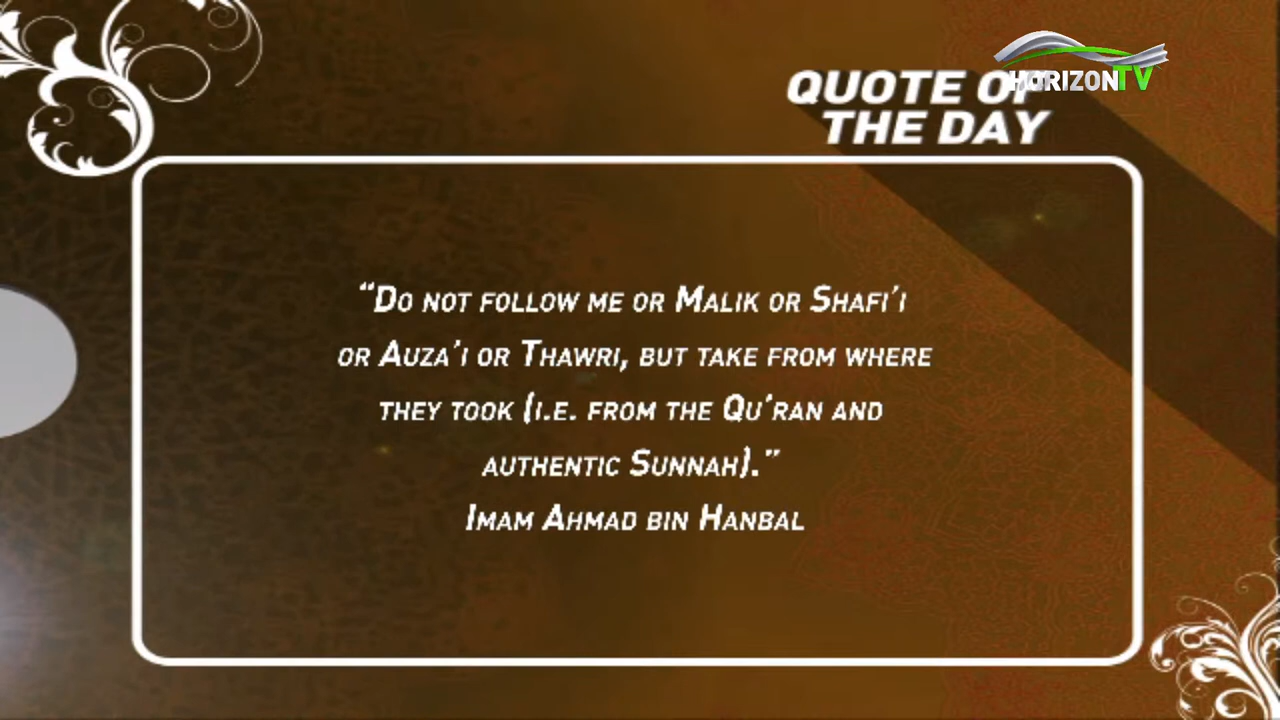 HORIZONTV
QUOTE OF
THE DAY
“DO NOT FOLLOW ME OR MALIK OR SHAFI’I
OR AUZA’I OR THAWRI, BUT TAKE FROM WHERE
THEY TOOK (I.E. FROM THE QU’RAN AND
AUTHENTIC SUNNAH).”
IMAM AHMAD BIN HANBAL